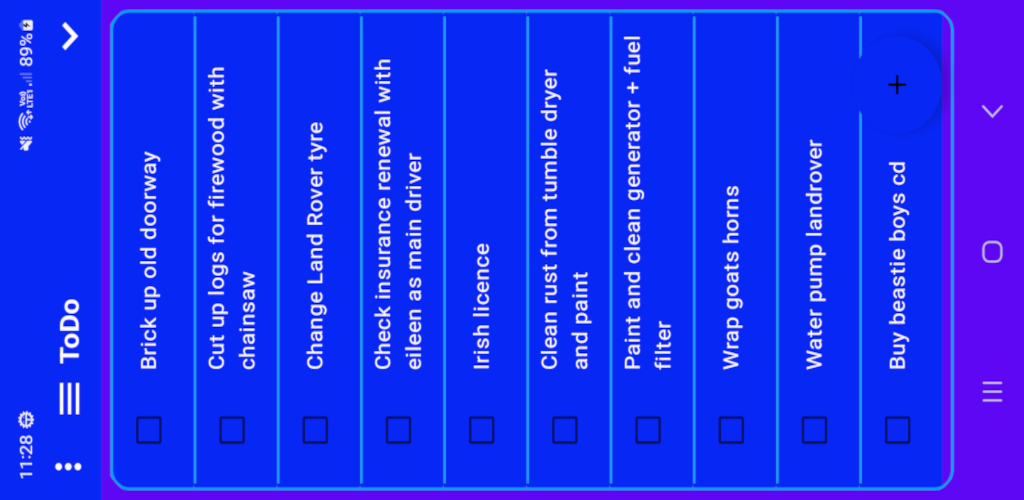 11:28
Vo)) LTE1 89%
ToDo
Brick up old doorway
Cut up logs for firewood with
chainsaw
Change Land Rover tyre
Check insurance renewal with
eileen as main driver
Irish licence
Clean rust from tumble dryer
and paint
Paint and clean generator + fuel
filter
Wrap goats horns
Water pump landrover
Buy beastie boys cd
+